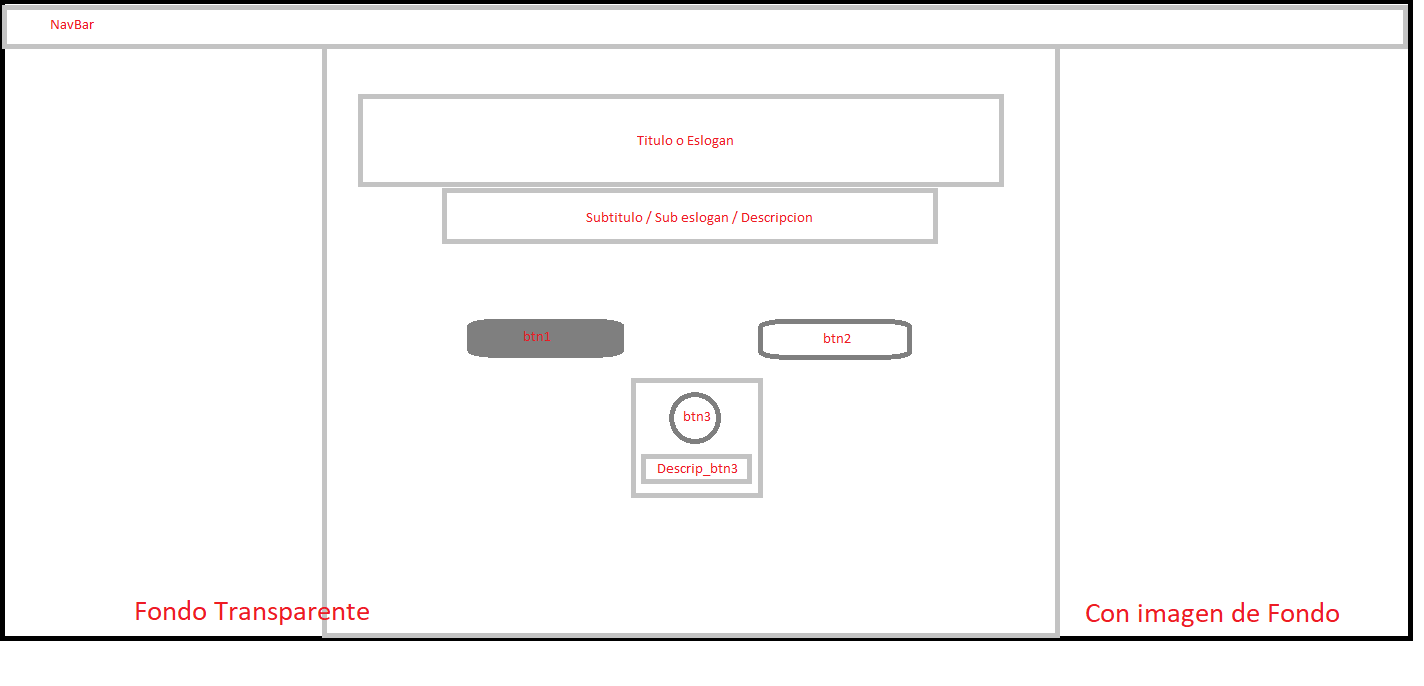 NavBar
Titulo o Eslogan
Subtitulo / Sub eslogan / Descripcion
btn1
btn2
btn3
Descrip_btn3
Fondo Transparente
Con imagen de Fondo